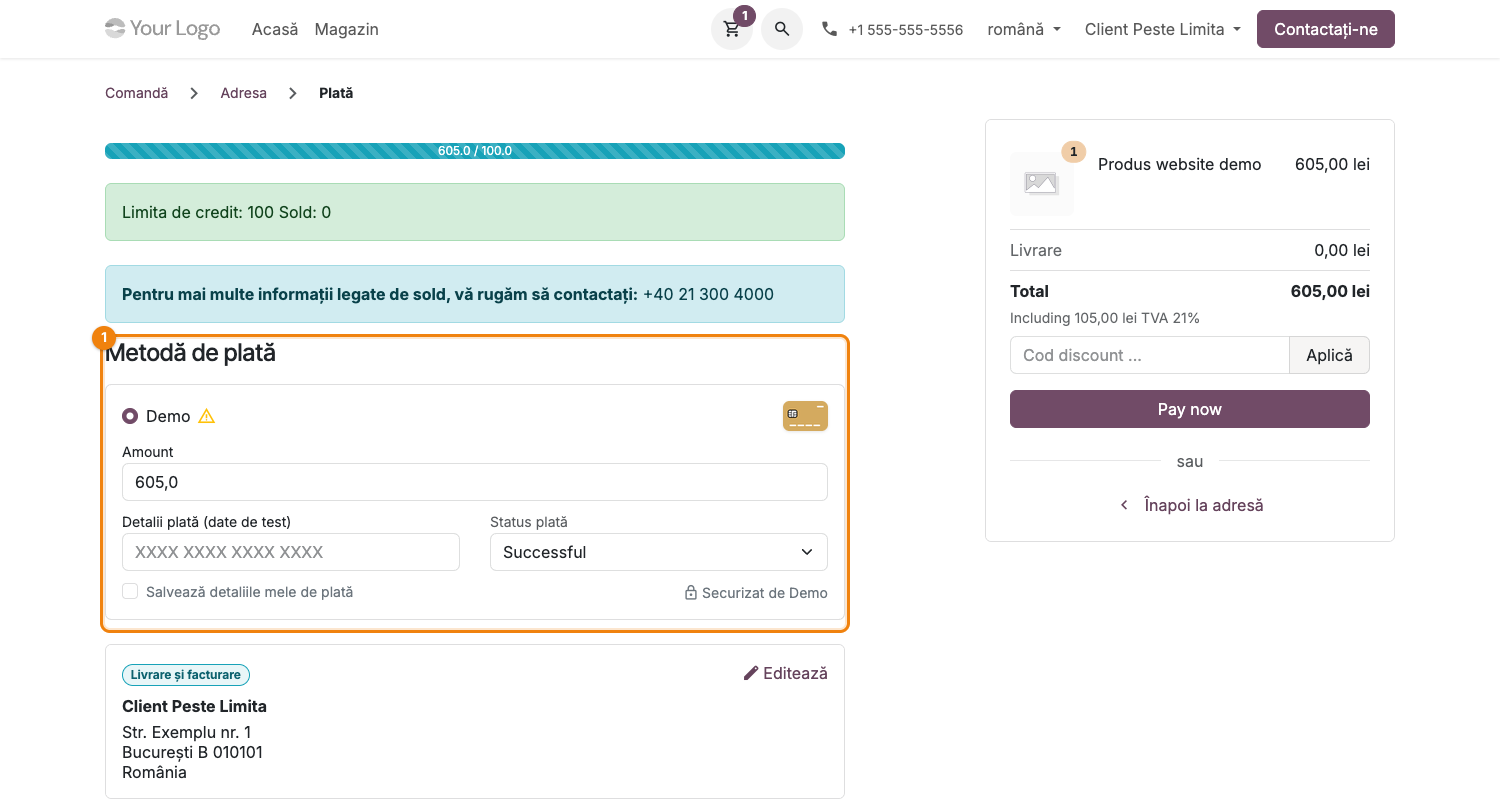 Your Logo Acasă Magazin 1 +1 555-555-5556 română Client Peste Limita Contactați-ne
Comandă Adresa Plată
605.0 / 100.0
Limita de credit: 100 Sold: 0
Pentru mai multe informații legate de sold, vă rugăm să contactați: +40 21 300 4000
1
Metodă de plată
Demo
Amount
605,0
Detalii plată (date de test) Status plată
XXXX XXXX XXXX XXXX Successful
Salvează detaliile mele de plată Securizat de Demo
Livrare și facturare Editează
Client Peste Limita
Str. Exemplu nr. 1
București B 010101
România
1
Produs website demo 605,00 lei
Livrare 0,00 lei
Total 605,00 lei
Including 105,00 lei TVA 21%
Cod discount ... Aplică
Pay now
sau
Înapoi la adresă